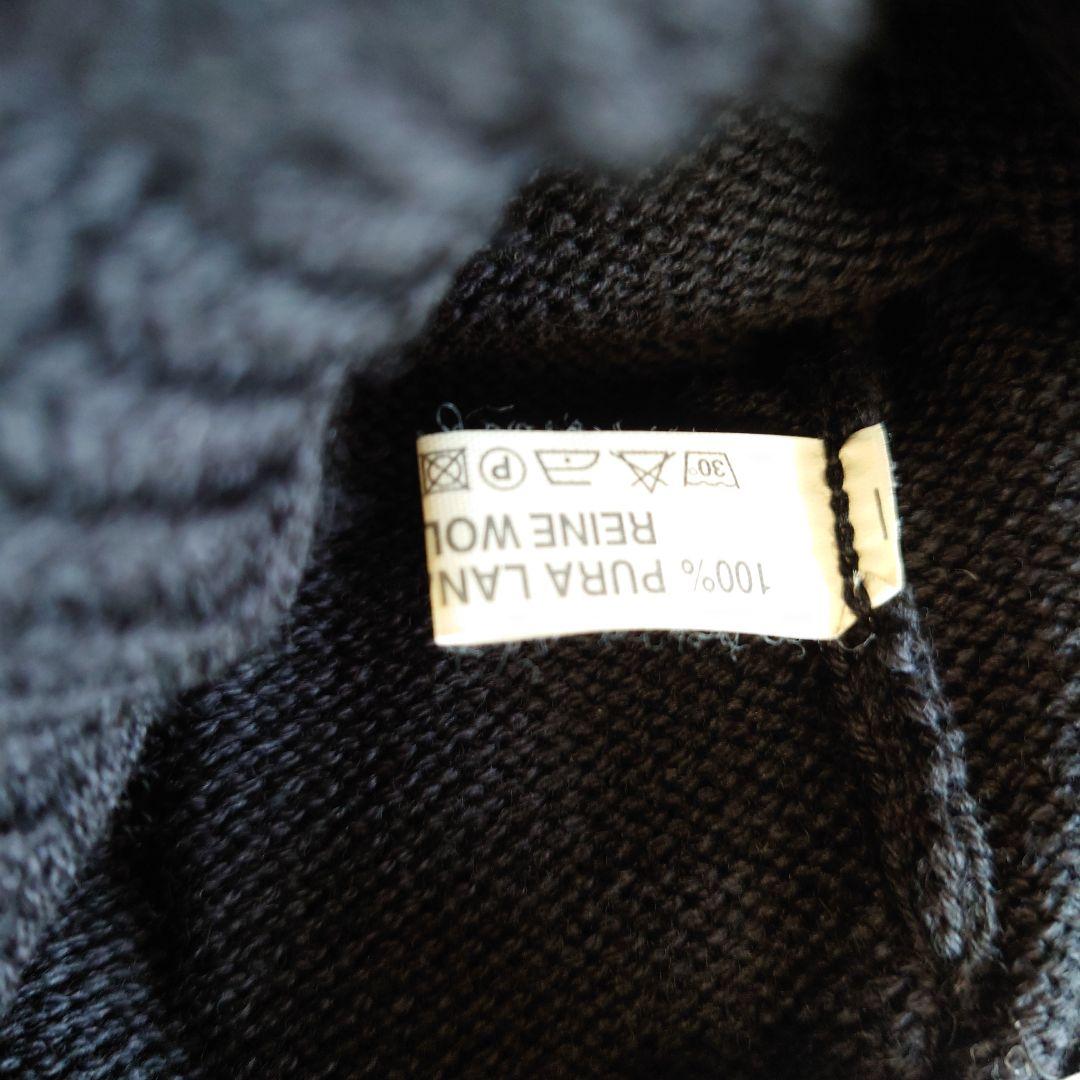 100% PURA LAN
REINE WOL
30° P